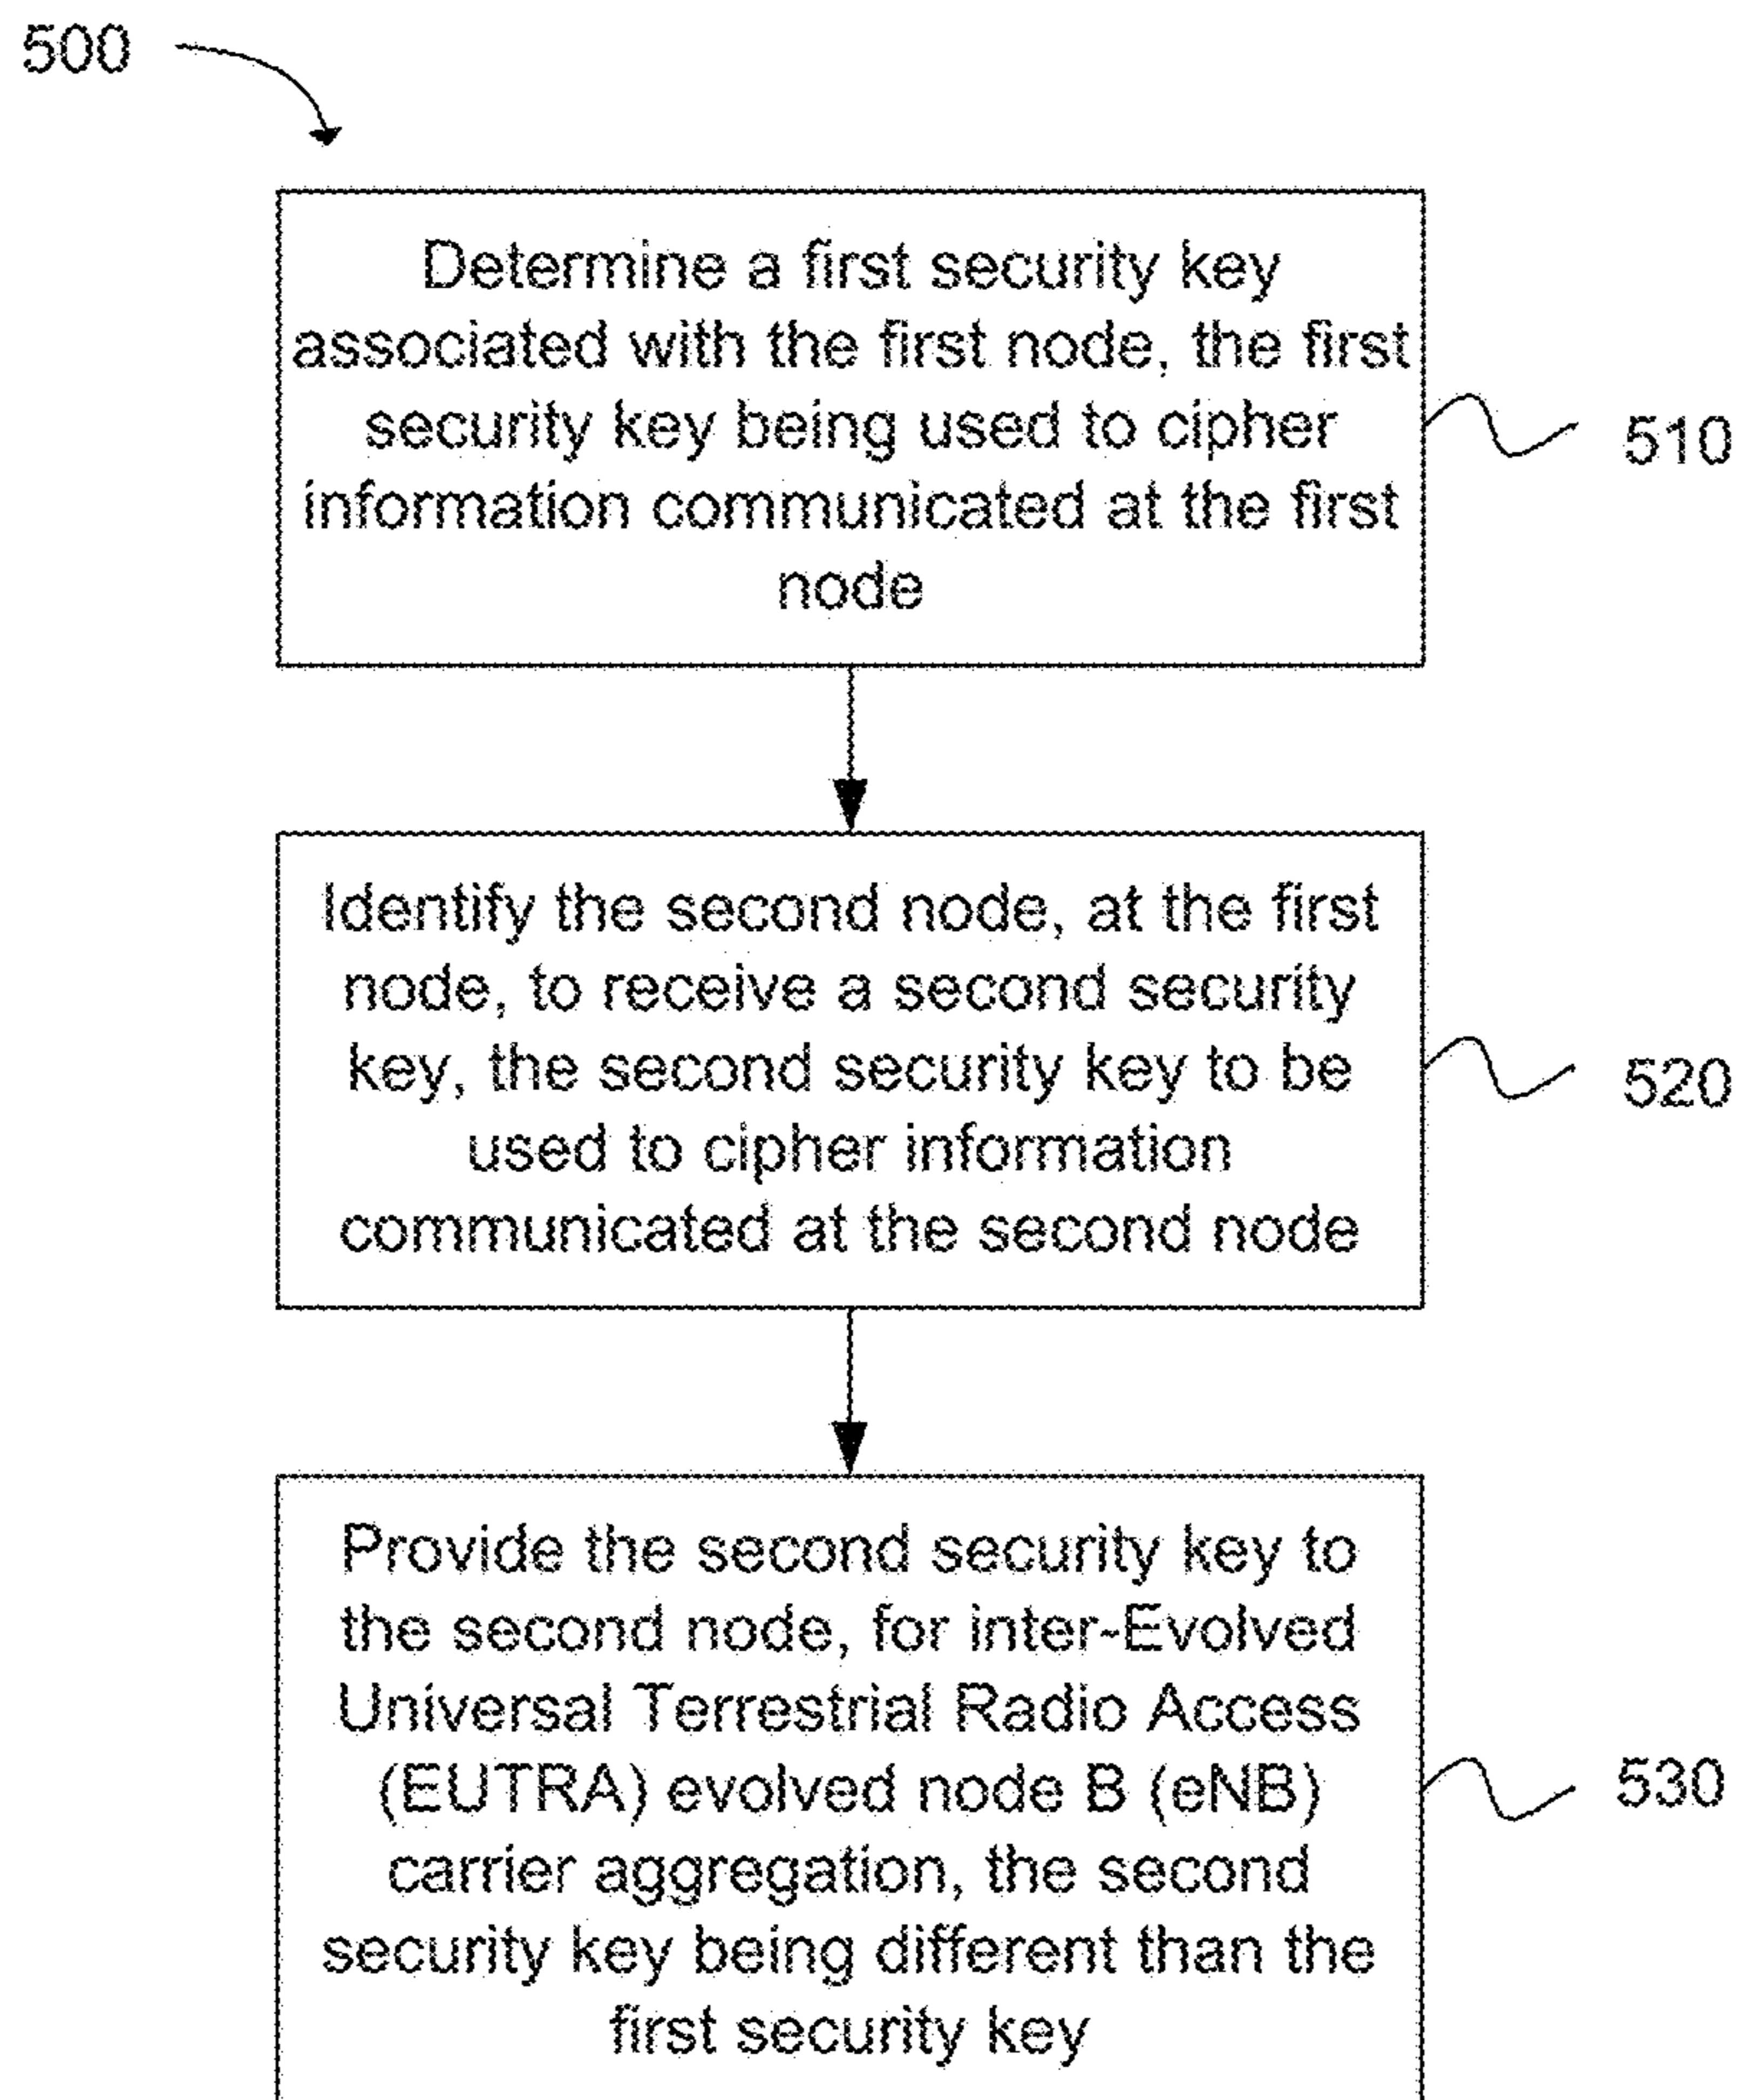 500
Determine a first security key
associated with the first node, the first
security key being used to cipher
information communicated at the first
node
510
Identify the second node, at the first
node, to receive a second security
key, the second security key to be
used to cipher information
communicated at the second node
520
Provide the second security key to
the second node, for inter-Evolved
Universal Terrestrial Radio Access
(EUTRA) evolved node B (eNB)
carrier aggregation, the second
security key being different than the
first security key
530